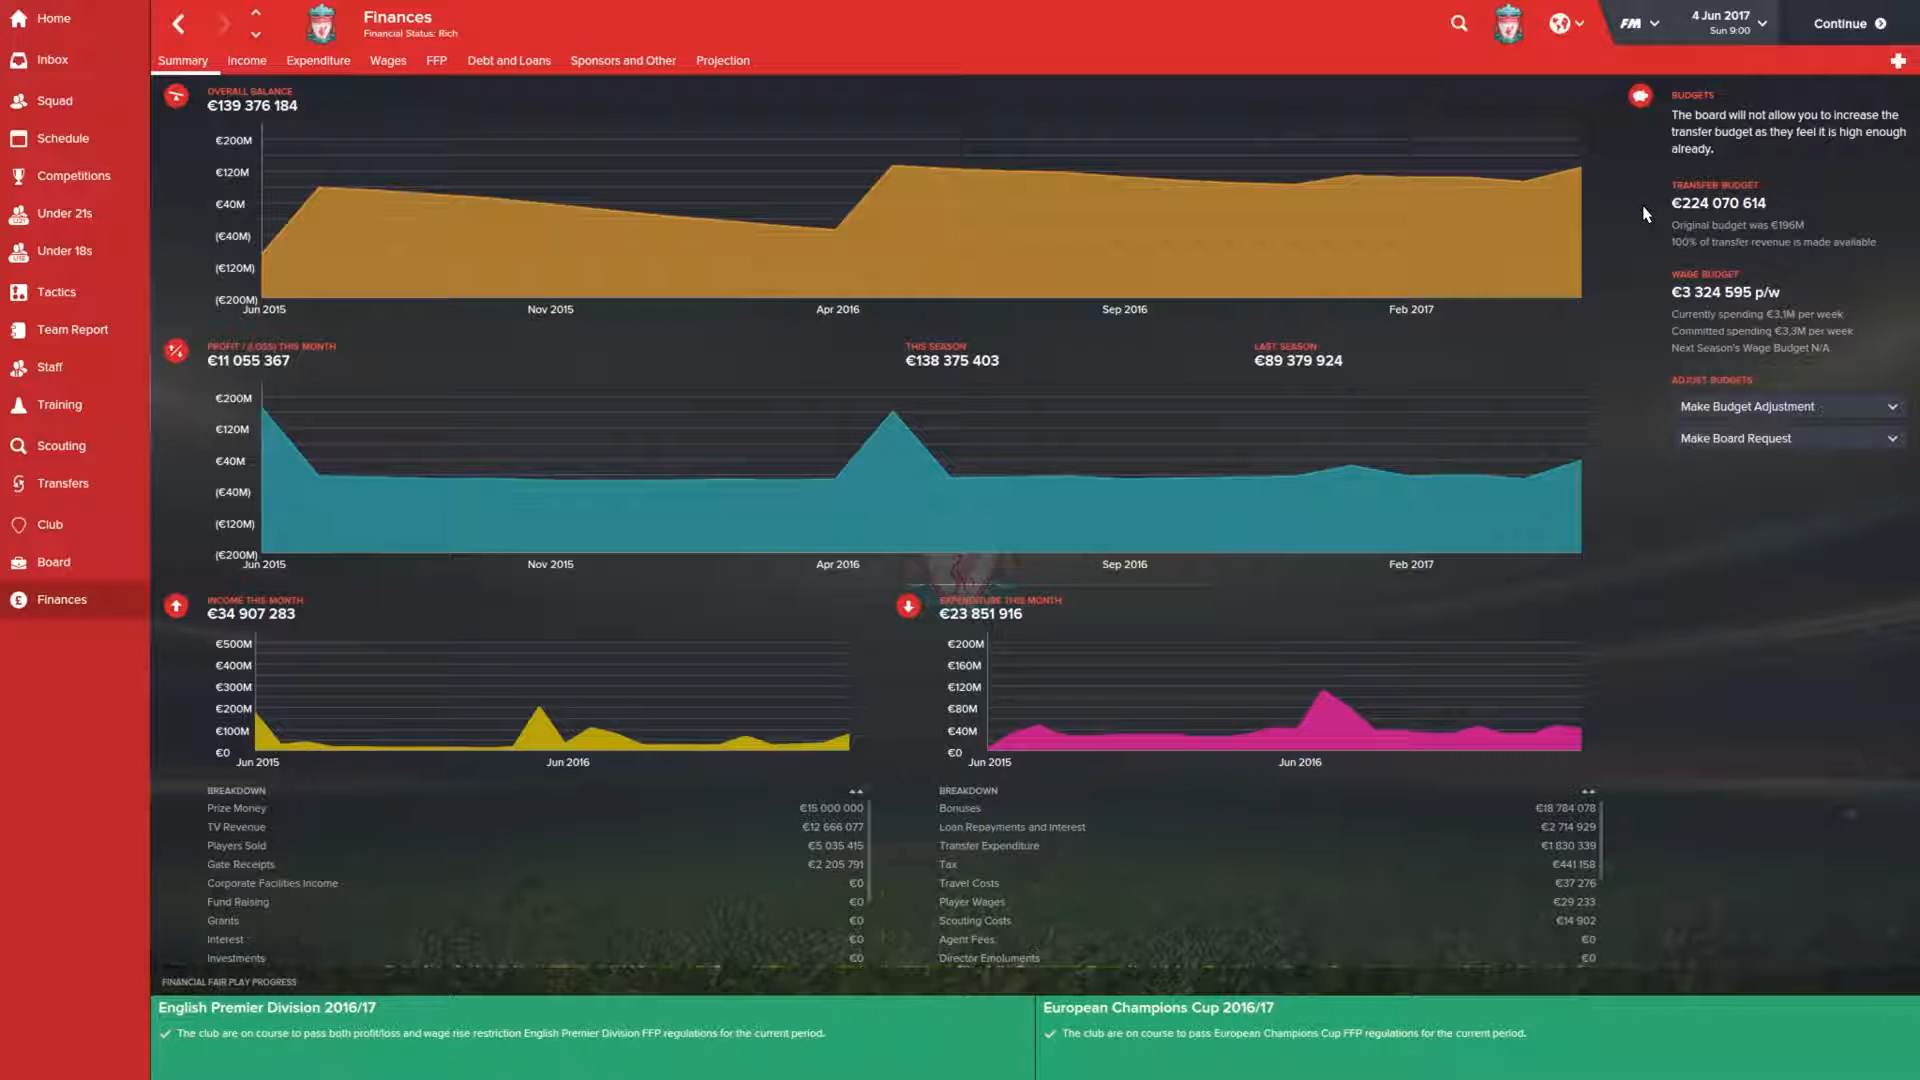 Home
Inbox
Squad
Schedule
Competitions
Under 21s
Under 18s
Tactics
Team Report
Staff
Training
Scouting
Transfers
Club
Board
Finances
Finances
Financial Status: Rich
FM
4 Jun 2017
Sun 9:00
Continue
Summary Income Expenditure Wages FFP Debt and Loans Sponsors and Other Projection
OVERALL BALANCE
€139 376 184
€200M
€120M
€40M
(€40M)
(€120M)
(€200M)
Jun 2015 Nov 2015 Apr 2016 Sep 2016 Feb 2017
PROFIT / (LOSS) THIS MONTH
€11 055 367
THIS SEASON
€138 375 403
LAST SEASON
€89 379 924
€200M
€120M
€40M
(€40M)
(€120M)
(€200M)
Jun 2015 Nov 2015 Apr 2016 Sep 2016 Feb 2017
INCOME THIS MONTH
€34 907 283
€500M
€400M
€300M
€200M
€100M
€0
Jun 2015 Jun 2016
BREAKDOWN
Prize Money €15 000 000
TV Revenue €12 666 077
Players Sold €5 035 415
Gate Receipts €2 205 791
Corporate Facilities Income €0
Fund Raising €0
Grants €0
Interest €0
Investments €0
EXPENDITURE THIS MONTH
€23 851 916
€200M
€160M
€120M
€80M
€40M
€0
Jun 2015 Jun 2016
BREAKDOWN
Bonuses €18 784 078
Loan Repayments and Interest €2 714 929
Transfer Expenditure €1 830 339
Tax €441 158
Travel Costs €37 276
Player Wages €29 233
Scouting Costs €14 902
Agent Fees €0
Director Emoluments €0
BUDGETS
The board will not allow you to increase the
transfer budget as they feel it is high enough
already.
TRANSFER BUDGET
€224 070 614
Original budget was €196M
100% of transfer revenue is made available
WAGE BUDGET
€3 324 595 p/w
Currently spending €3,1M per week
Committed spending €3,3M per week
Next Season's Wage Budget N/A
ADJUST BUDGETS
Make Budget Adjustment
Make Board Request
FINANCIAL FAIR PLAY PROGRESS
English Premier Division 2016/17
The club are on course to pass both profit/loss and wage rise restriction English Premier Division FFP regulations for the current period.
European Champions Cup 2016/17
The club are on course to pass European Champions Cup FFP regulations for the current period.